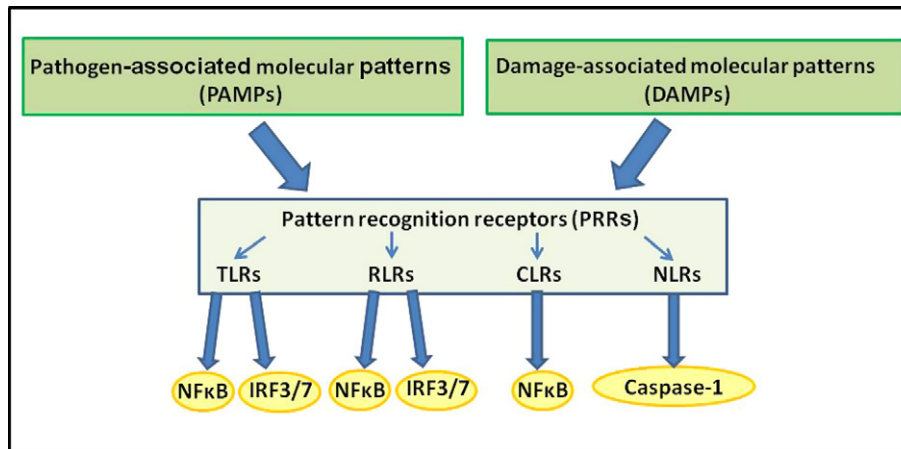 Pathogen-associated molecular patterns
(PAMPs)
Damage-associated molecular patterns
(DAMPs)
Pattern recognition receptors (PRRs)
TLRs RLRs CLRs NLRs
NFκB IRF3/7 NFκB IRF3/7 NFκB Caspase-1